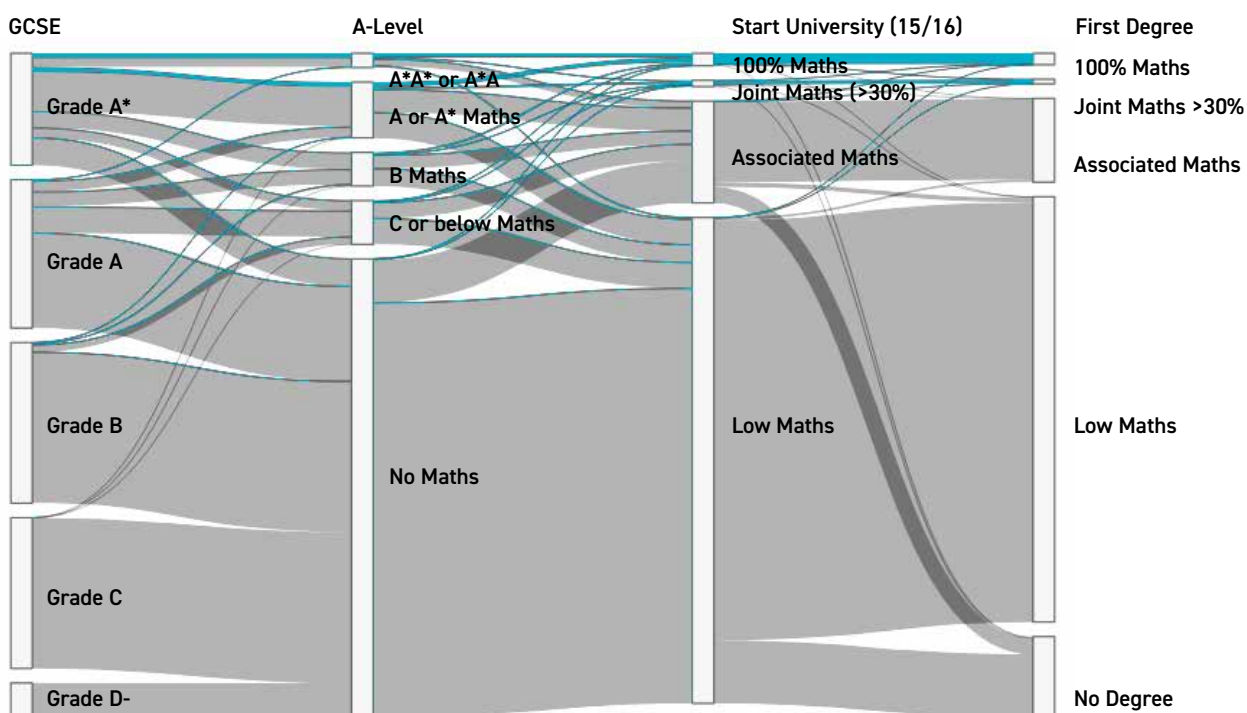 GCSE
A-Level
Start University (15/16)
First Degree
Grade A*
Grade A
Grade B
Grade C
Grade D-
A*A* or A*A
A or A* Maths
B Maths
C or below Maths
No Maths
100% Maths
Joint Maths (>30%)
Associated Maths
Low Maths
100% Maths
Joint Maths >30%
Associated Maths
Low Maths
No Degree